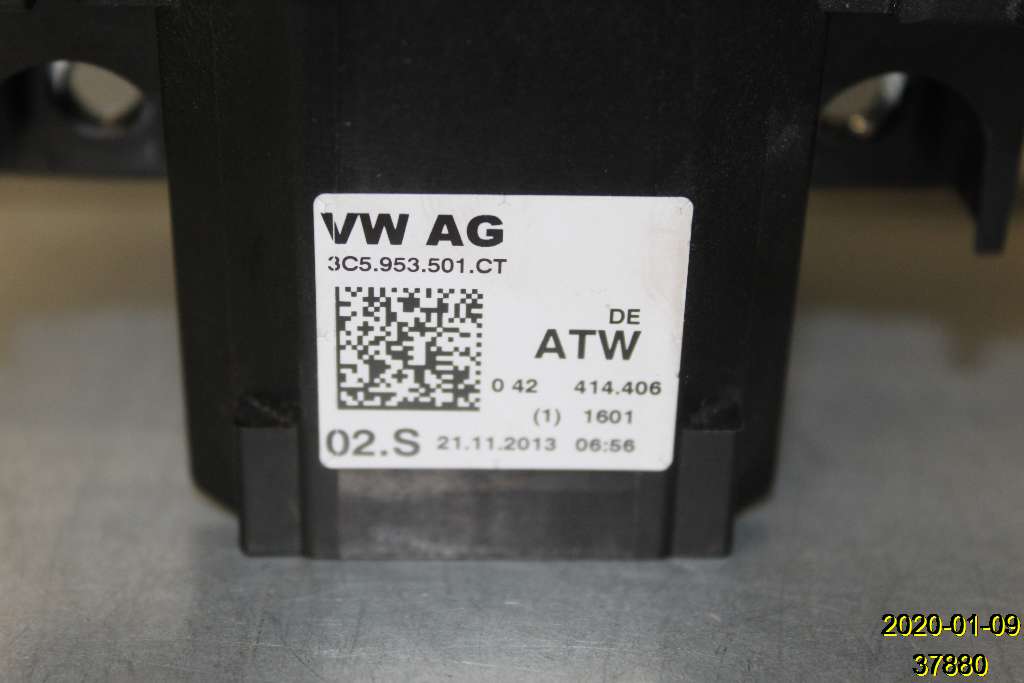 VW AG
3C5.953.501.CT
DE
ATW
0 42 414.406
(1) 1601
02.S 21.11.2013 06:56
2020-01-09
37880